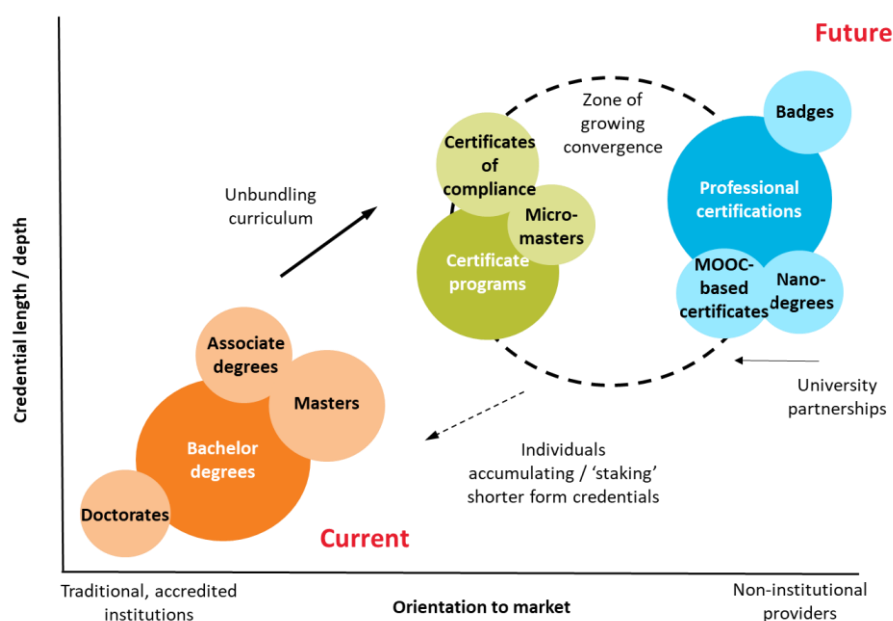 Future
Badges
Zone of
growing
convergence
Certificates
of
compliance
Professional
certifications
Unbundling
curriculum
Micro-
masters
Certificate
programs
MOOC-
based
certificates
Nano-
degrees
Credential length / depth
Associate
degrees
Masters
University
partnerships
Bachelor
degrees
Individuals
accumulating / ‘staking’
shorter form credentials
Doctorates
Current
Traditional, accredited
institutions
Orientation to market
Non-institutional
providers